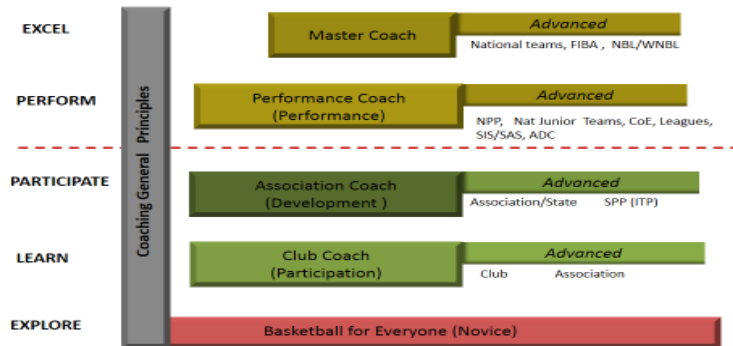 EXCEL
Master Coach
Advanced
National teams, FIBA , NBL/WNBL
PERFORM
Performance Coach
(Performance)
Advanced
NPP, Nat Junior Teams, CoE, Leagues,
SIS/SAS, ADC
Coaching General Principles
PARTICIPATE
Association Coach
(Development )
Advanced
Association/State SPP (ITP)
LEARN
Club Coach
(Participation)
Advanced
Club Association
EXPLORE
Basketball for Everyone (Novice)